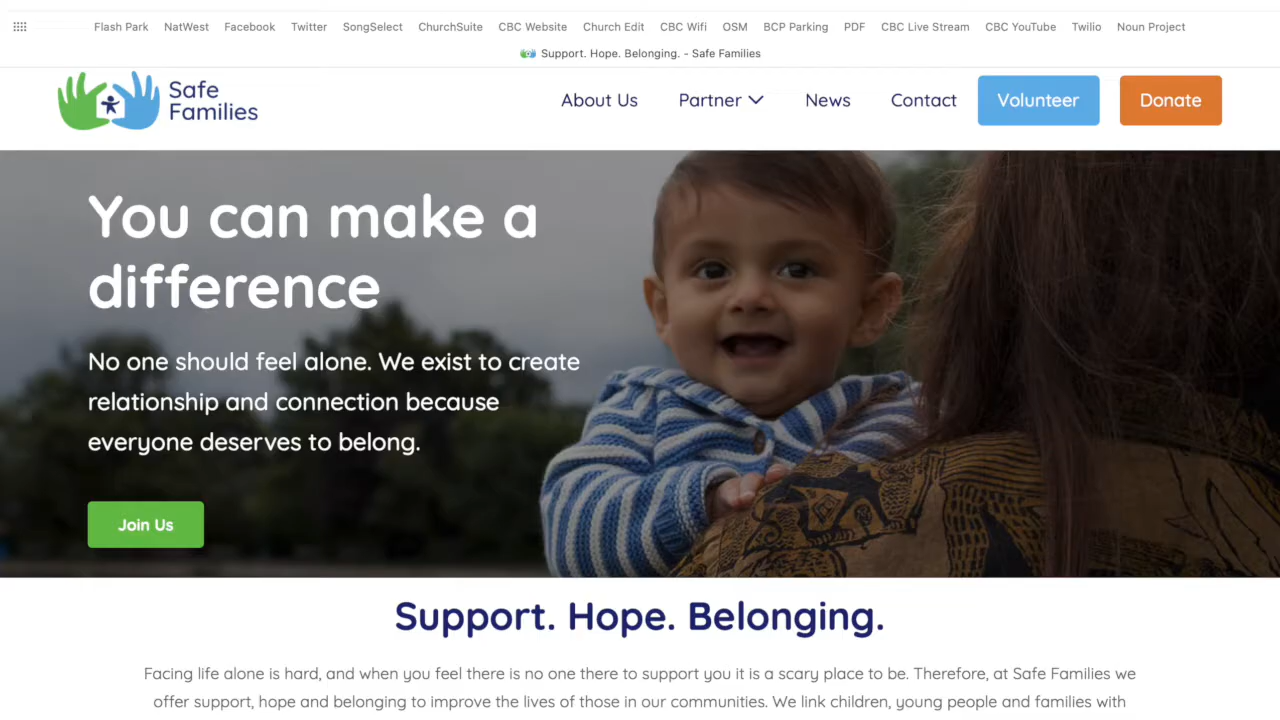 Flash Park NatWest Facebook Twitter SongSelect ChurchSuite CBC Website Church Edit CBC Wifi OSM BCP Parking PDF CBC Live Stream CBC YouTube Twilio Noun Project
Support. Hope. Belonging. - Safe Families
Safe
Families
About Us Partner News Contact Volunteer Donate
You can make a
difference
No one should feel alone. We exist to create
relationship and connection because
everyone deserves to belong.
Join Us
Support. Hope. Belonging.
Facing life alone is hard, and when you feel there is no one there to support you it is a scary place to be. Therefore, at Safe Families we
offer support, hope and belonging to improve the lives of those in our communities. We link children, young people and families with